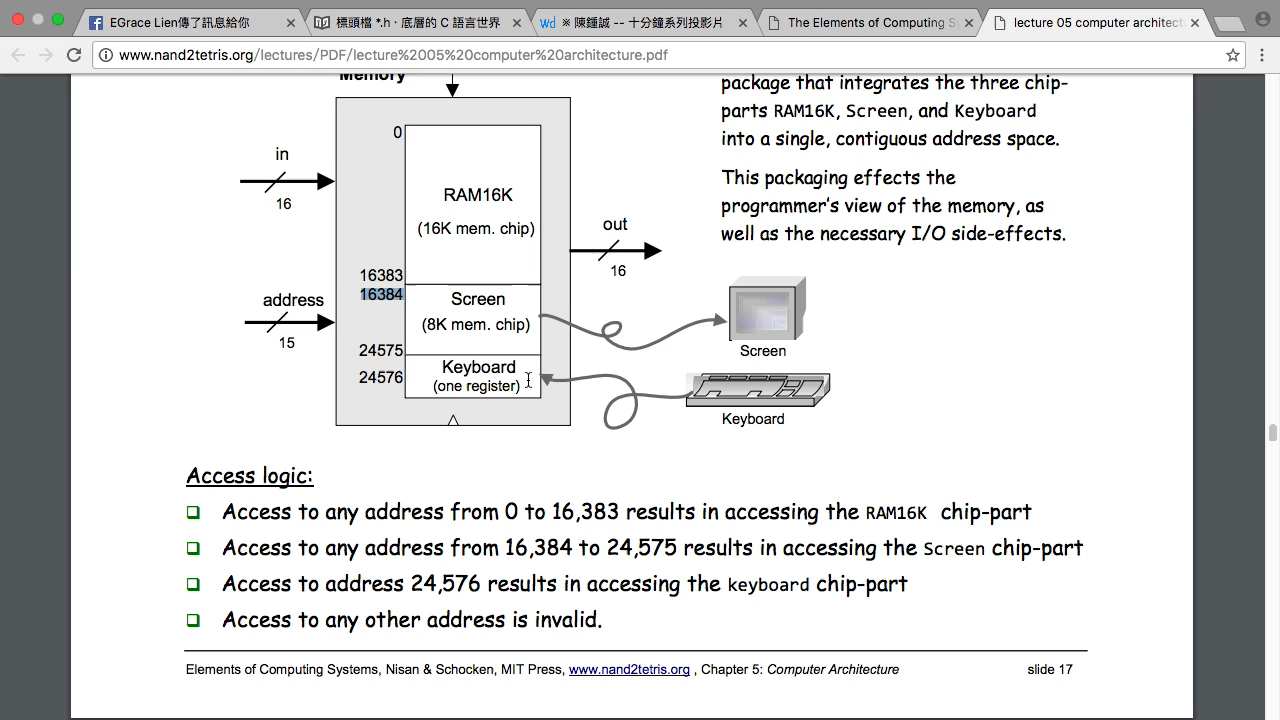 EGrace Lien傳了訊息給你
標頭檔 *.h · 底層的 C 語言世界
wd ※ 陳鍾誠 -- 十分鐘系列投影片
The Elements of Computing S
lecture 05 computer architect
www.nand2tetris.org/lectures/PDF/lecture%2005%20computer%20architecture.pdf
Memory
package that integrates the three chip-
parts RAM16K, Screen, and Keyboard
into a single, contiguous address space.
This packaging effects the
programmer's view of the memory, as
well as the necessary I/O side-effects.
0
in
16
RAM16K
(16K mem. chip)
out
16
16383
16384
address
15
Screen
(8K mem. chip)
24575
24576
Keyboard
(one register)
Screen
Keyboard
Access logic:
Access to any address from 0 to 16,383 results in accessing the RAM16K chip-part
Access to any address from 16,384 to 24,575 results in accessing the Screen chip-part
Access to address 24,576 results in accessing the keyboard chip-part
Access to any other address is invalid.
Elements of Computing Systems, Nisan & Schocken, MIT Press, www.nand2tetris.org , Chapter 5: Computer Architecture
slide 17